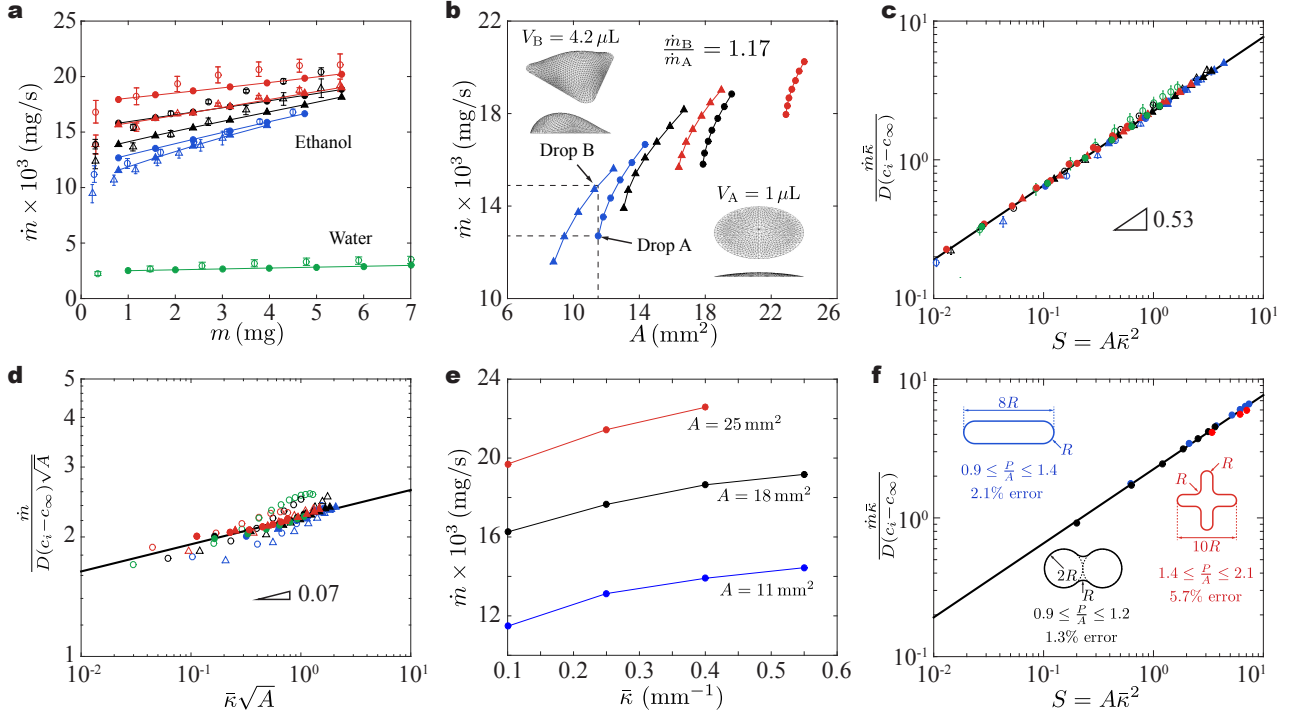 a
25
20
15
10
5
0
ṁ × 10³ (mg/s)
Ethanol
Water
0 1 2 3 4 5 6 7
m (mg)
b
22
18
14
10
ṁ × 10³ (mg/s)
V_B = 4.2 μL
ṁ_B/ṁ_A = 1.17
Drop B
V_A = 1 μL
Drop A
6 10 14 18 22 26
A (mm²)
c
10¹
10⁰
10⁻¹
ṁκ̄/D(c_i−c_∞)
0.53
10⁻² 10⁻¹ 10⁰ 10¹
S = Aκ̄²
d
5
4
3
2
1
ṁ/D(c_i−c_∞)√A
0.07
10⁻² 10⁻¹ 10⁰ 10¹
κ̄√A
e
24
20
16
12
ṁ × 10³ (mg/s)
A = 25 mm²
A = 18 mm²
A = 11 mm²
0.1 0.2 0.3 0.4 0.5
κ̄ (mm⁻¹)
f
10¹
10⁰
10⁻¹
ṁκ̄/D(c_i−c_∞)
8R
R
0.9 ≤ P/A ≤ 1.4
2.1% error
R
R
10R
1.4 ≤ P/A ≤ 2.1
5.7% error
2R
R
0.9 ≤ P/A ≤ 1.2
1.3% error
10⁻² 10⁻¹ 10⁰ 10¹
S = Aκ̄²